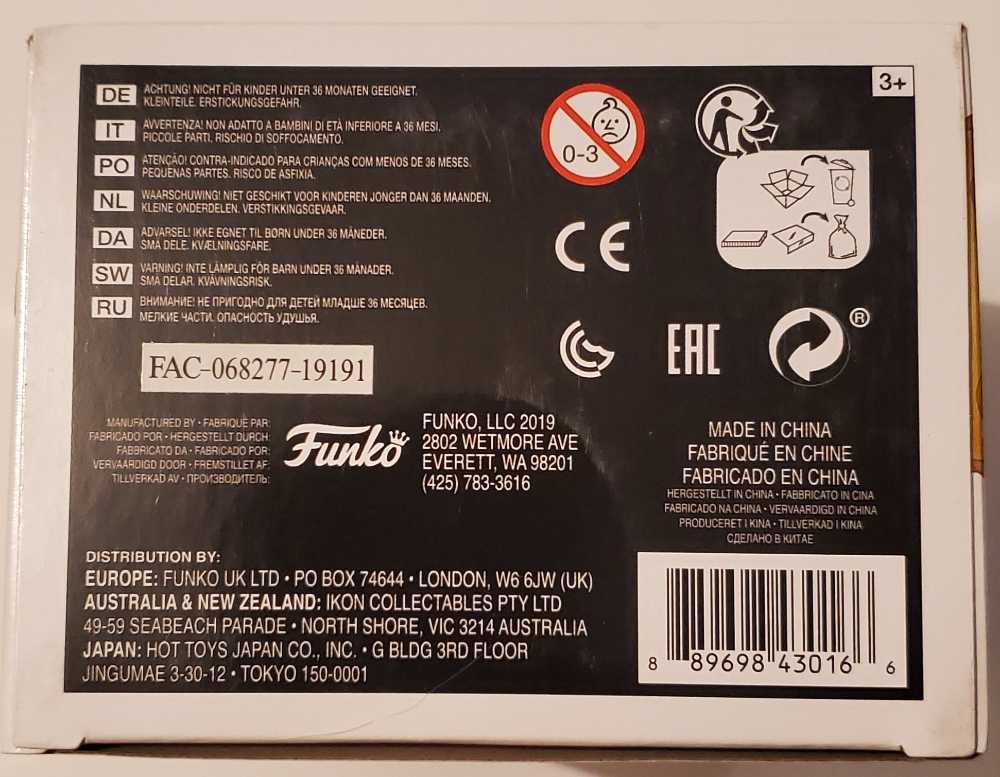 3+
DE ACHTUNG! NICHT FÜR KINDER UNTER 36 MONATEN GEEIGNET.
KLEINTEILE. ERSTICKUNGSGEFAHR.
IT AVVERTENZA! NON ADATTO A BAMBINI DI ETÀ INFERIORE A 36 MESI.
PICCOLE PARTI. RISCHIO DI SOFFOCAMENTO.
PO ATENÇÃO! CONTRA-INDICADO PARA CRIANÇAS COM MENOS DE 36 MESES.
PEQUENAS PARTES. RISCO DE ASFIXIA.
NL WAARSCHUWING! NIET GESCHIKT VOOR KINDEREN JONGER DAN 36 MAANDEN.
KLEINE ONDERDELEN. VERSTIKKINGSGEVAAR.
DA ADVARSEL! IKKE EGNET TIL BØRN UNDER 36 MÅNEDER.
SMÅ DELE. KVÆLNINGSFARE.
SW VARNING! INTE LÄMPLIG FÖR BARN UNDER 36 MÅNADER.
SMÅ DELAR. KVÄVNINGSRISK.
RU ВНИМАНИЕ! НЕ ПРИГОДНО ДЛЯ ДЕТЕЙ МЛАДШЕ 36 МЕСЯЦЕВ.
МЕЛКИЕ ЧАСТИ. ОПАСНОСТЬ УДУШЬЯ.
0-3
CE
EAC
®
FAC-068277-19191
MANUFACTURED BY • FABRIQUÉ PAR:
FABRICADO POR • HERGESTELLT DURCH:
FABBRICATO DA • FABRICADO POR:
VERVAARDIGD DOOR • FREMSTILLET AF:
TILLVERKAD AV • ПРОИЗВОДИТЕЛЬ:
Funko
FUNKO, LLC 2019
2802 WETMORE AVE
EVERETT, WA 98201
(425) 783-3616
MADE IN CHINA
FABRIQUÉ EN CHINE
FABRICADO EN CHINA
HERGESTELLT IN CHINA • FABBRICATO IN CINA
FABRICADO NA CHINA • VERVAARDIGD IN CHINA
PRODUCERET I KINA • TILLVERKAD I KINA
СДЕЛАНО В КИТАЕ
DISTRIBUTION BY:
EUROPE: FUNKO UK LTD • PO BOX 74644 • LONDON, W6 6JW (UK)
AUSTRALIA & NEW ZEALAND: IKON COLLECTABLES PTY LTD
49-59 SEABEACH PARADE • NORTH SHORE, VIC 3214 AUSTRALIA
JAPAN: HOT TOYS JAPAN CO., INC. • G BLDG 3RD FLOOR
JINGUMAE 3-30-12 • TOKYO 150-0001
8 89698 43016 6